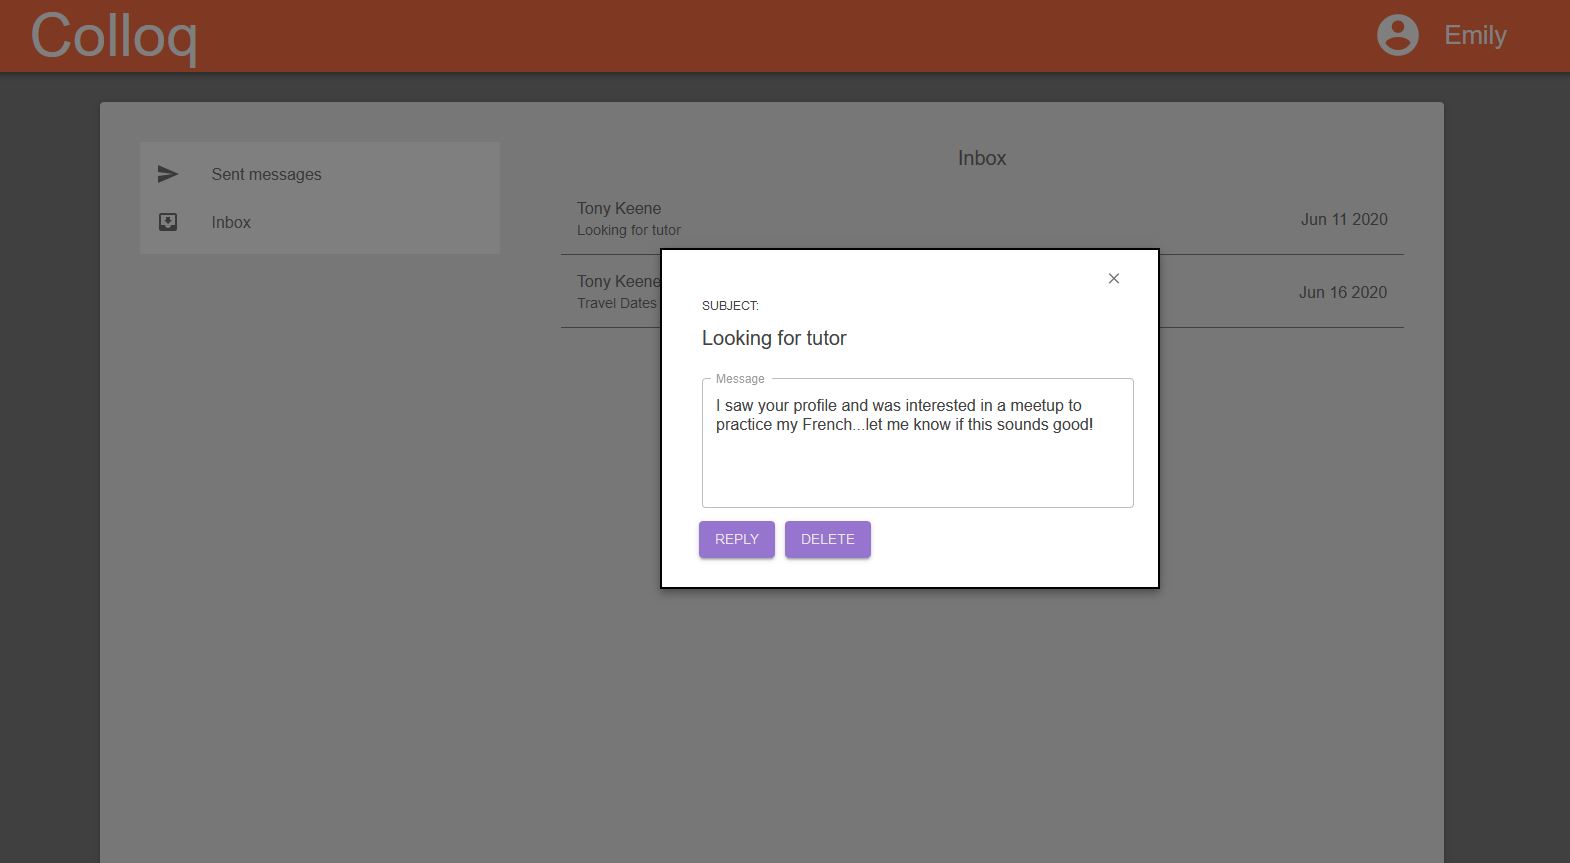 Colloq
Emily
Sent messages
Inbox
Inbox
Tony Keene
Looking for tutor
Jun 11 2020
Tony Keene
Travel Dates
Jun 16 2020
SUBJECT:
Looking for tutor
Message
I saw your profile and was interested in a meetup to
practice my French...let me know if this sounds good!
REPLY
DELETE